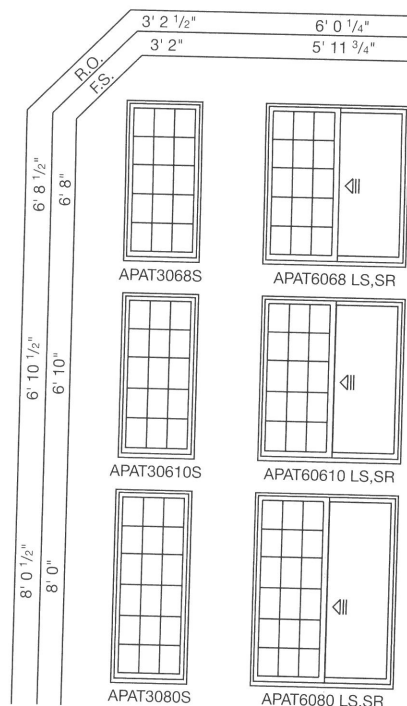 3' 2 1/2" 6' 0 1/4"
3' 2" 5' 11 3/4"
R.O.
F.S.
6' 8 1/2" 6' 8"
APAT3068S APAT6068 LS,SR
6' 10 1/2" 6' 10"
APAT30610S APAT60610 LS,SR
8' 0 1/2" 8' 0"
APAT3080S APAT6080 LS,SR